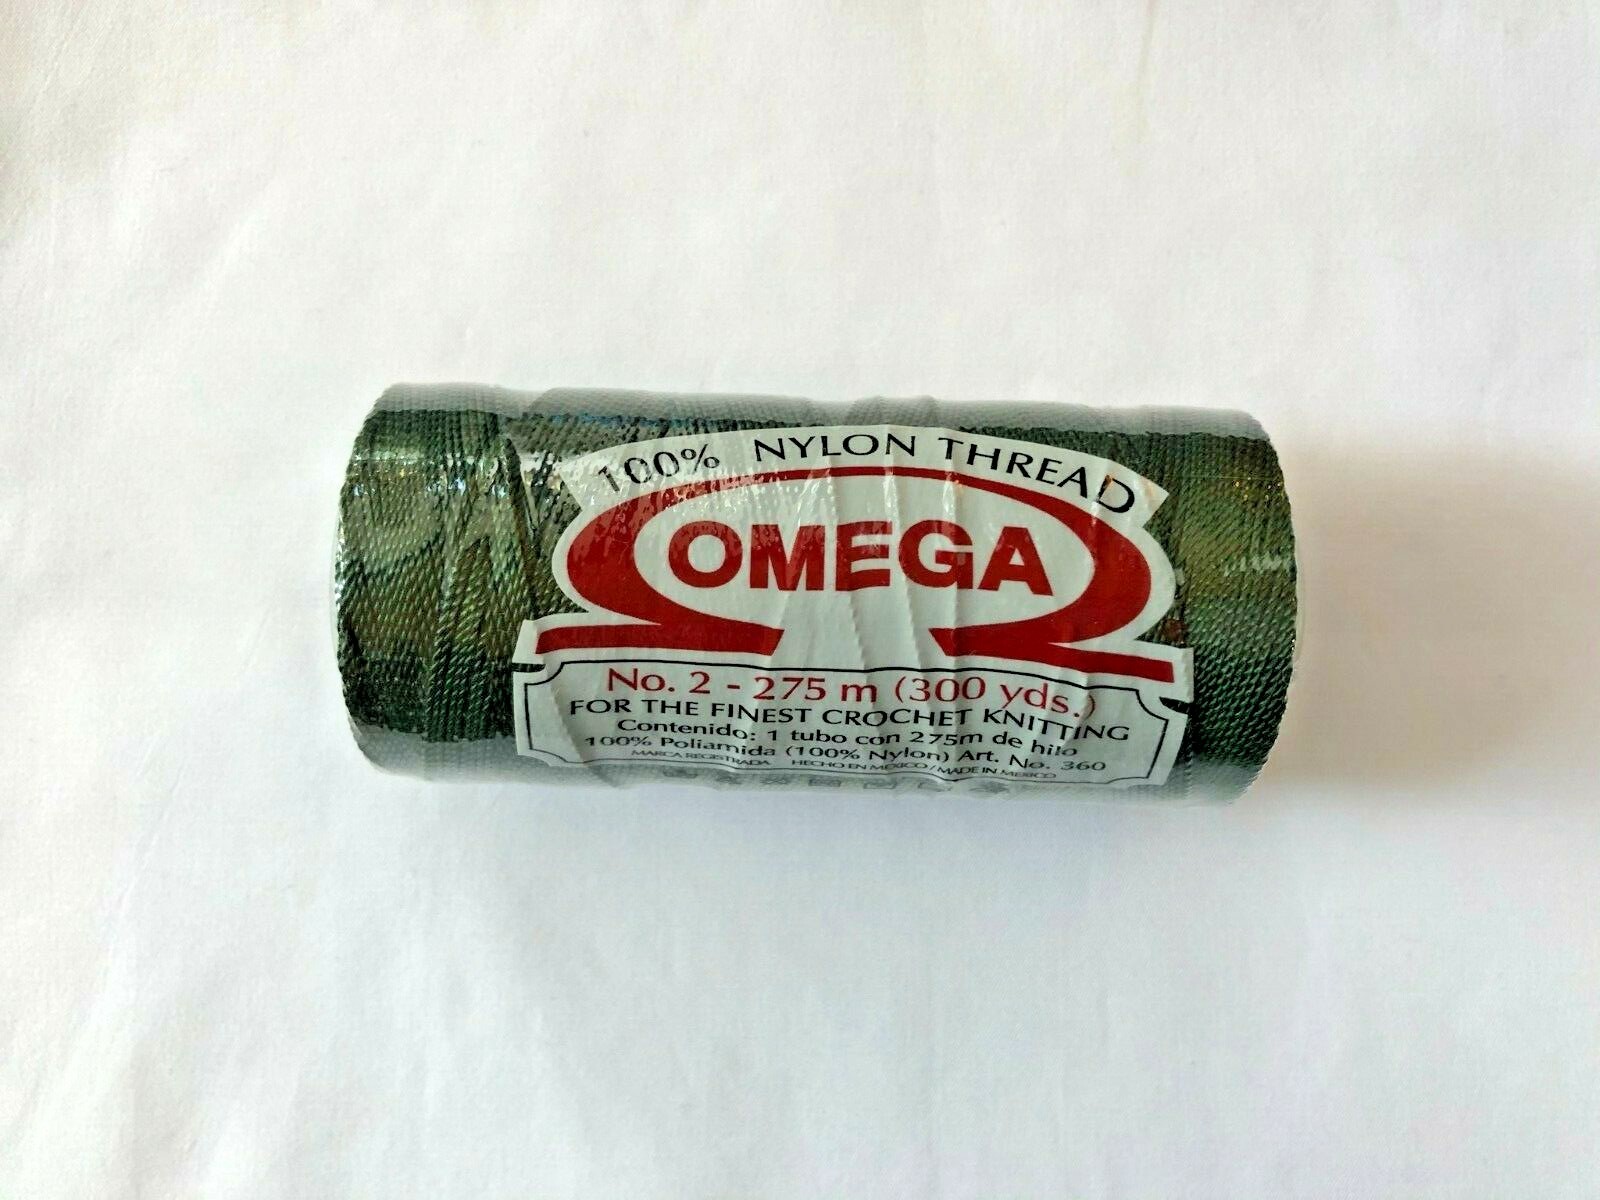 100% NYLON THREAD
OMEGA
No. 2 - 275 m (300 yds.)
FOR THE FINEST CROCHET KNITTING
Contenido: 1 tubo con 275m de hilo
100% Poliamida (100% Nylon) Art. No. 360
MARCA REGISTRADA HECHO EN MEXICO / MADE IN MEXICO